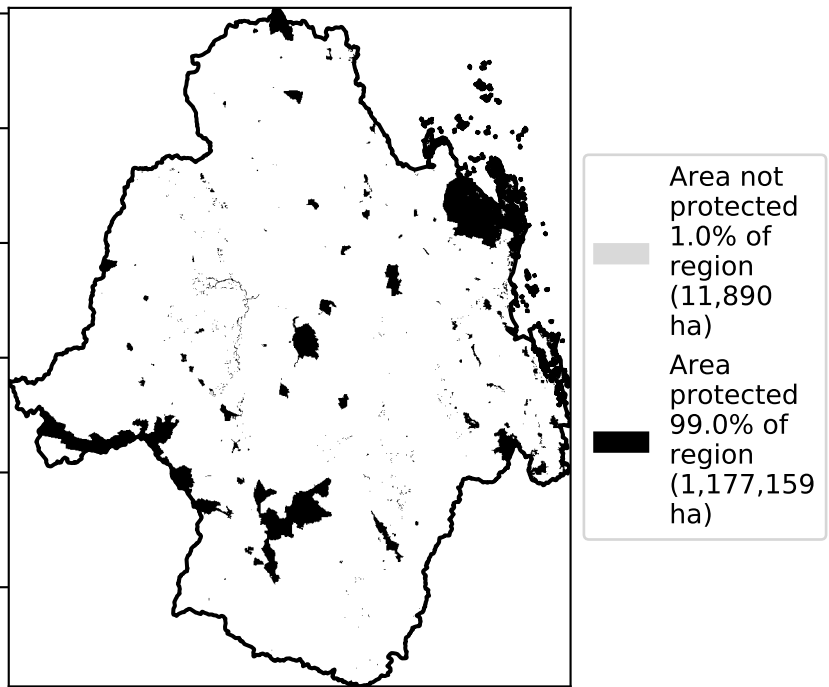 Area not
protected
1.0% of
region
(11,890
ha)
Area
protected
99.0% of
region
(1,177,159
ha)